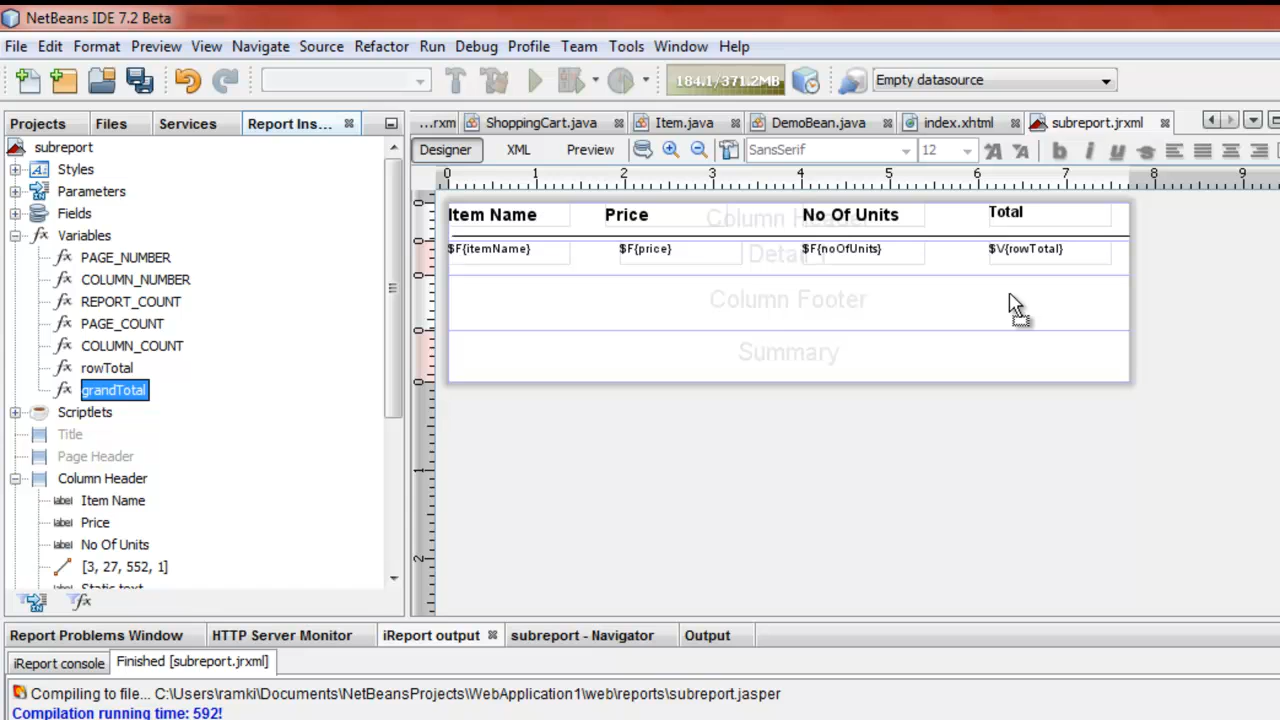 NetBeans IDE 7.2 Beta
File Edit Format Preview View Navigate Source Refactor Run Debug Profile Team Tools Window Help
184.1/371.2MB Empty datasource
Projects Files Services Report Ins...
...rxm ShoppingCart.java Item.java DemoBean.java index.xhtml subreport.jrxml
Designer XML Preview SansSerif 12 A A b i u S
subreport
Styles
Parameters
Fields
Variables
PAGE_NUMBER
COLUMN_NUMBER
REPORT_COUNT
PAGE_COUNT
COLUMN_COUNT
rowTotal
grandTotal
Scriptlets
Title
Page Header
Column Header
label Item Name
label Price
label No Of Units
[3, 27, 552, 1]
0 1 2 3 4 5 6 7 8 9
Item Name Price Column Header No Of Units Total
$F{itemName} $F{price} Detail $F{noOfUnits} $V{rowTotal}
Column Footer
Summary
Report Problems Window HTTP Server Monitor iReport output subreport - Navigator Output
iReport console Finished [subreport.jrxml]
Compiling to file... C:\Users\ramki\Documents\NetBeansProjects\WebApplication1\web\reports\subreport.jasper
Compilation running time: 592!